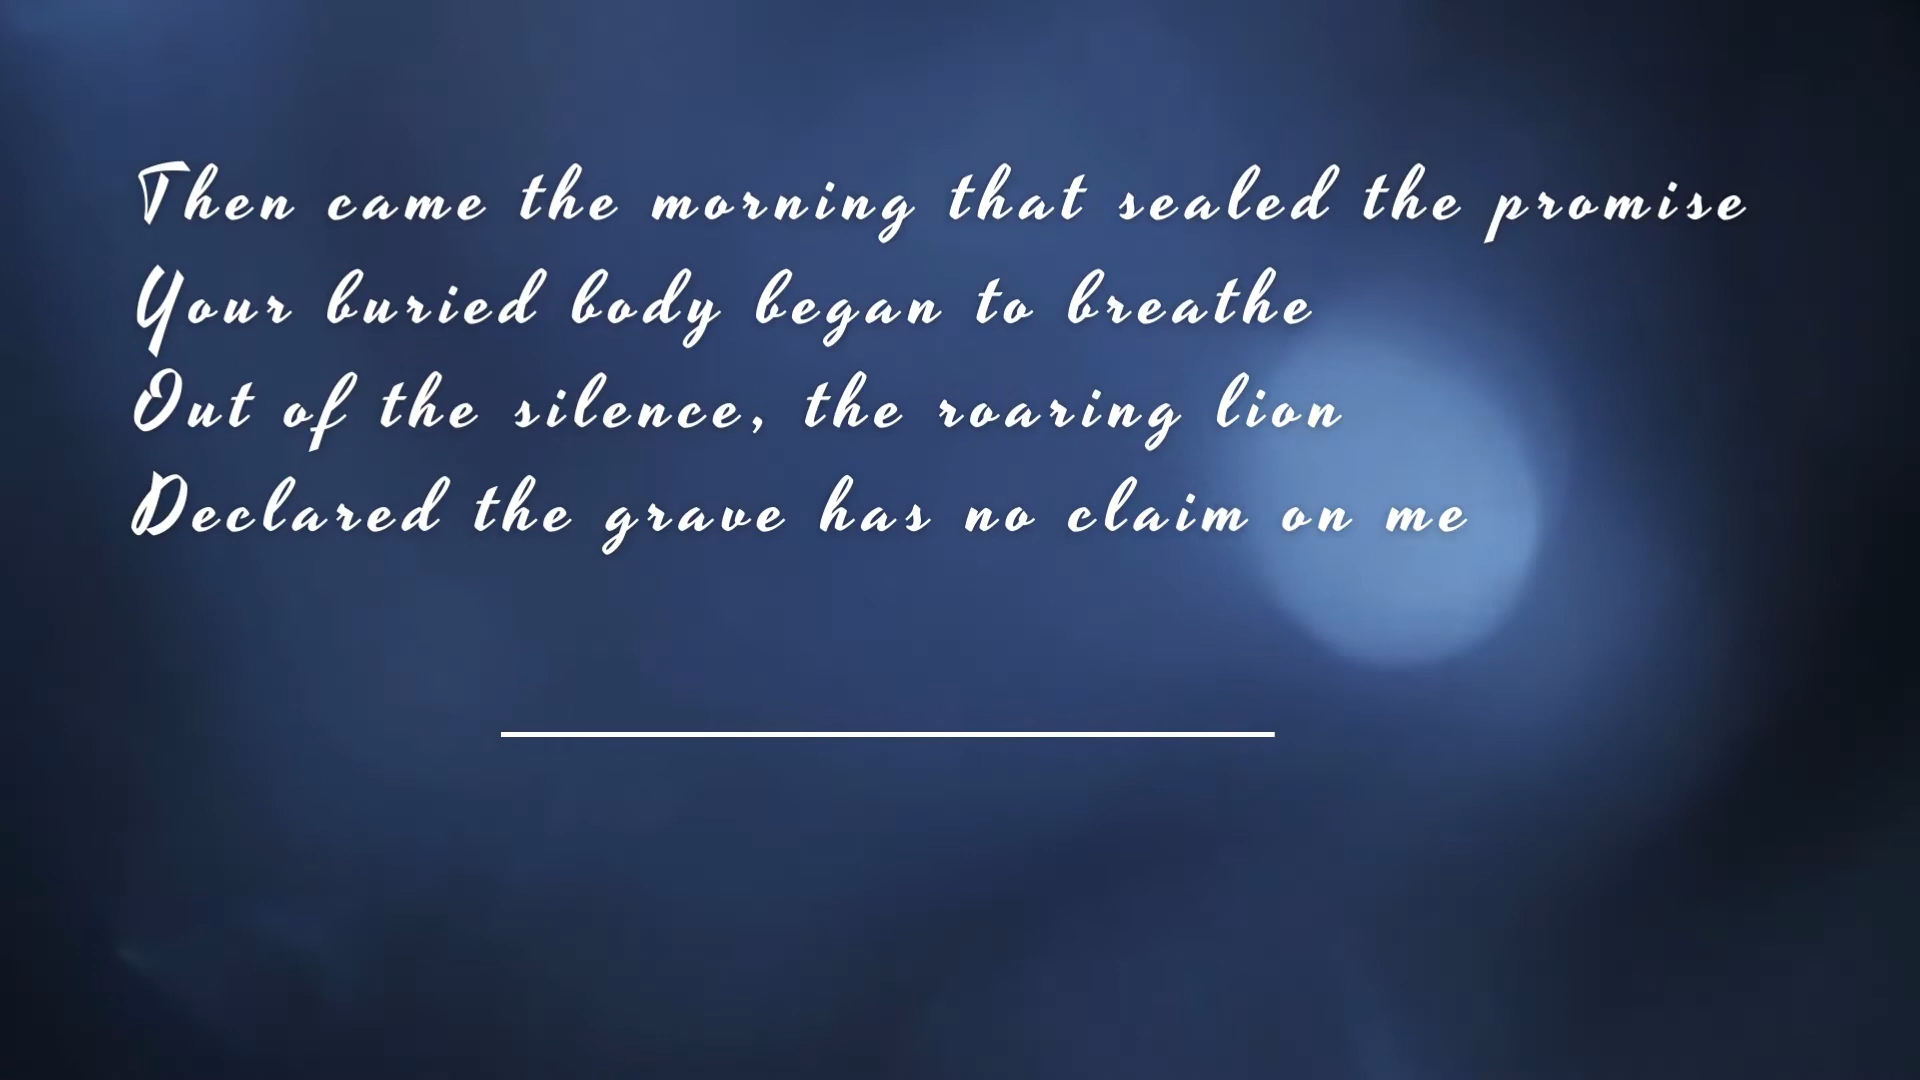 Then came the morning that sealed the promise
Your buried body began to breathe
Out of the silence, the roaring lion
Declared the grave has no claim on me